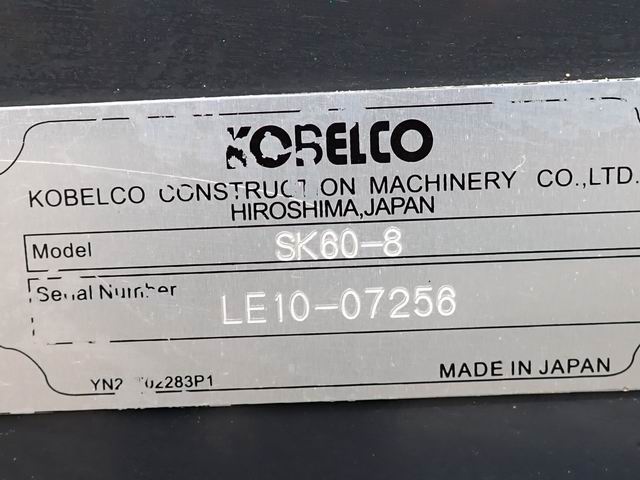 KOBELCO
KOBELCO CONSTRUCTION MACHINERY CO.,LTD.
HIROSHIMA,JAPAN
Model SK60-8
Serial Number LE10-07256
MADE IN JAPAN